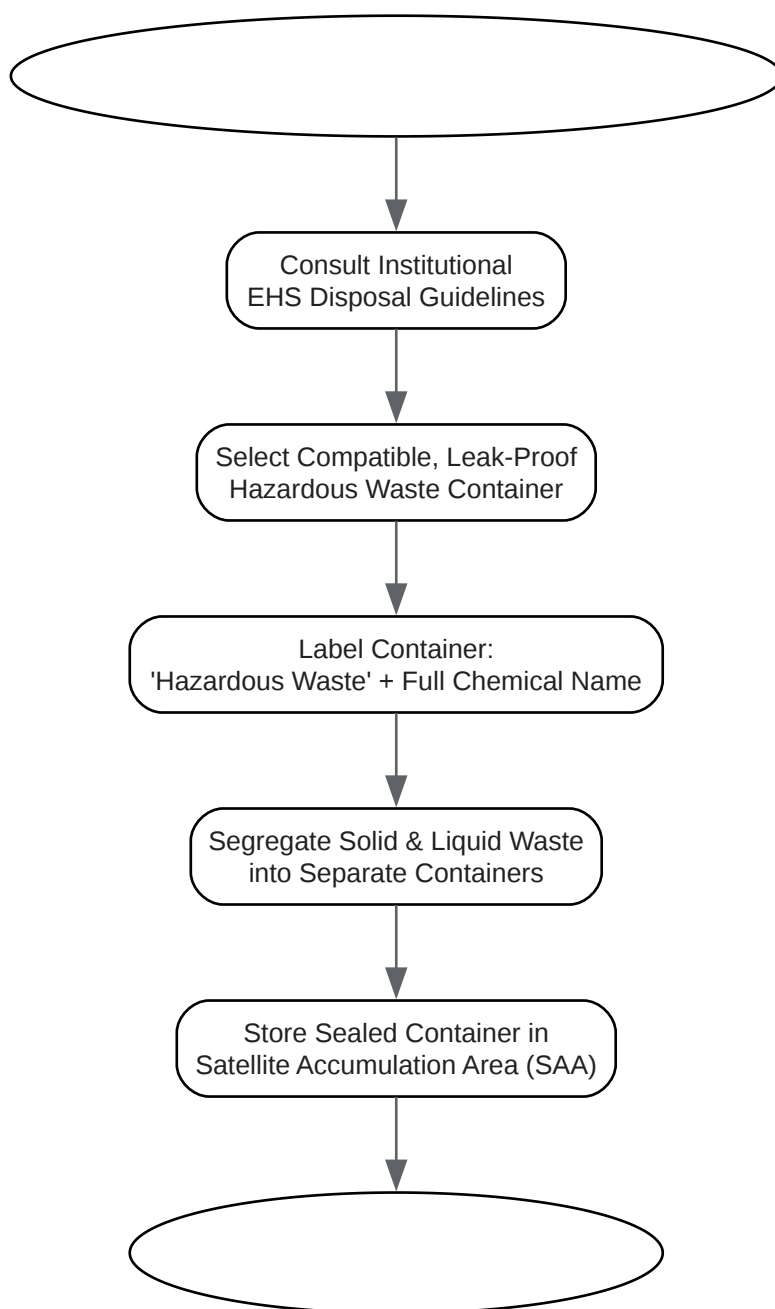 Consult Institutional
EHS Disposal Guidelines
Select Compatible, Leak-Proof
Hazardous Waste Container
Label Container:
'Hazardous Waste' + Full Chemical Name
Segregate Solid & Liquid Waste
into Separate Containers
Store Sealed Container in
Satellite Accumulation Area (SAA)